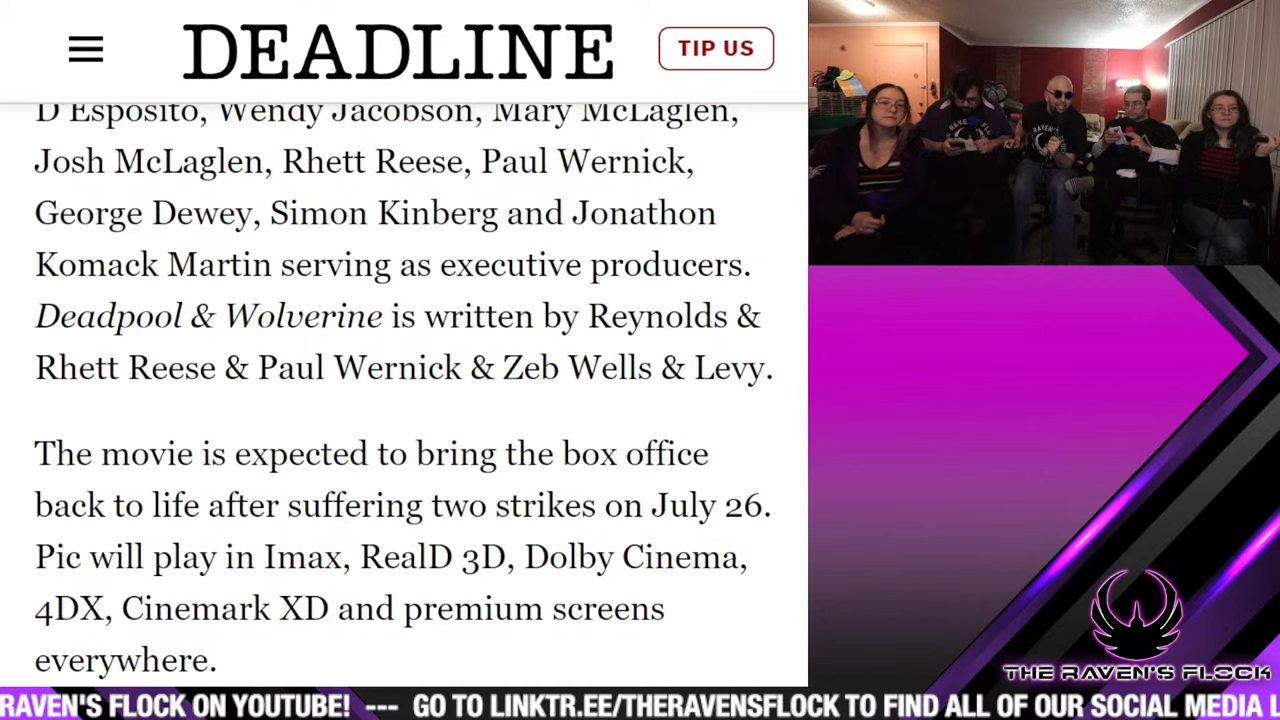 DEADLINE
TIP US
D Esposito, Wendy Jacobson, Mary McLaglen,
Josh McLaglen, Rhett Reese, Paul Wernick,
George Dewey, Simon Kinberg and Jonathon
Komack Martin serving as executive producers.
Deadpool & Wolverine is written by Reynolds &
Rhett Reese & Paul Wernick & Zeb Wells & Levy.
The movie is expected to bring the box office
back to life after suffering two strikes on July 26.
Pic will play in Imax, RealD 3D, Dolby Cinema,
4DX, Cinemark XD and premium screens
everywhere.
THE RAVEN'S FLOCK
RAVEN'S FLOCK ON YOUTUBE! --- GO TO LINKTR.EE/THERAVENSFLOCK TO FIND ALL OF OUR SOCIAL MEDIA L